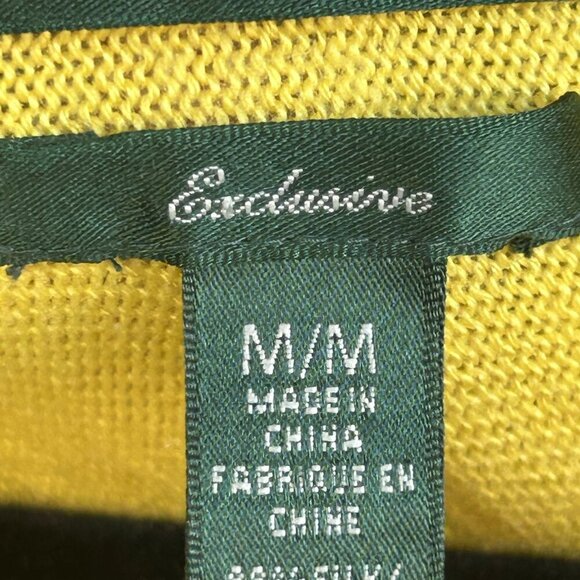 Exclusive
M/M
MADE IN
CHINA
FABRIQUE EN
CHINE